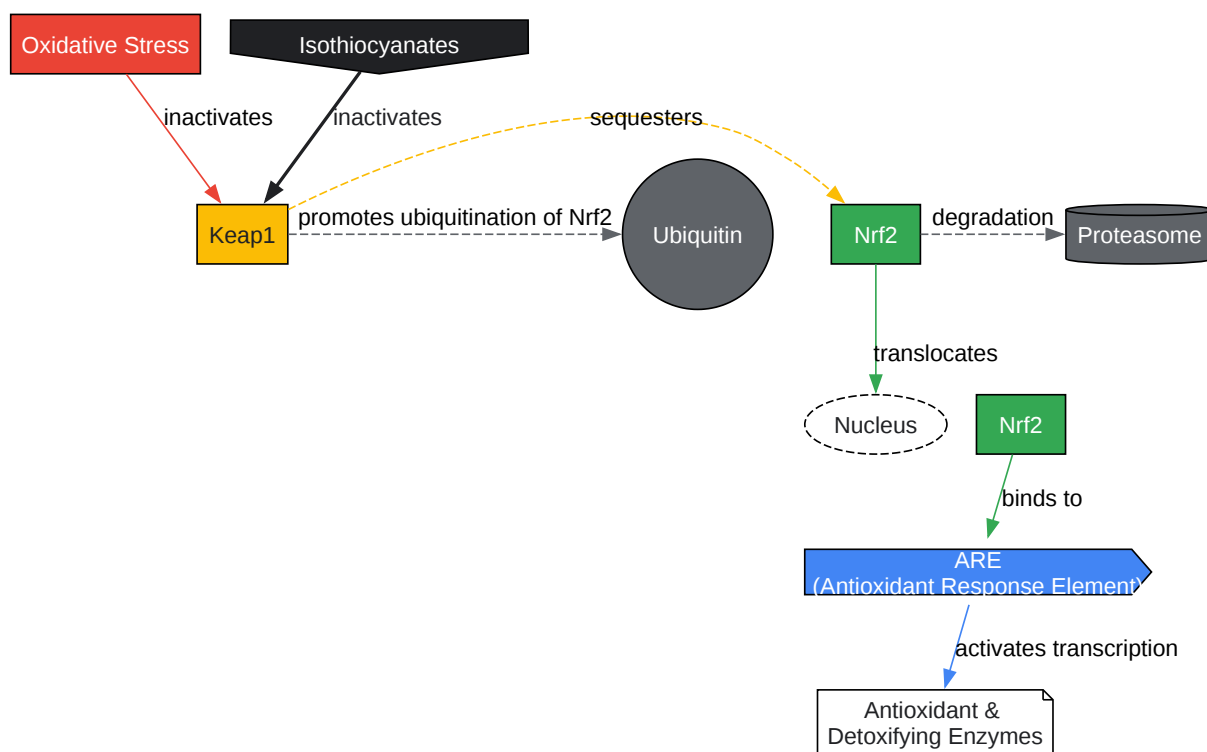 Oxidative Stress
Isothiocyanates
inactivates
inactivates
sequesters
Keap1
promotes ubiquitination of Nrf2
Ubiquitin
Nrf2
degradation
Proteasome
translocates
Nucleus
Nrf2
binds to
ARE
(Antioxidant Response Element)
activates transcription
Antioxidant &
Detoxifying Enzymes